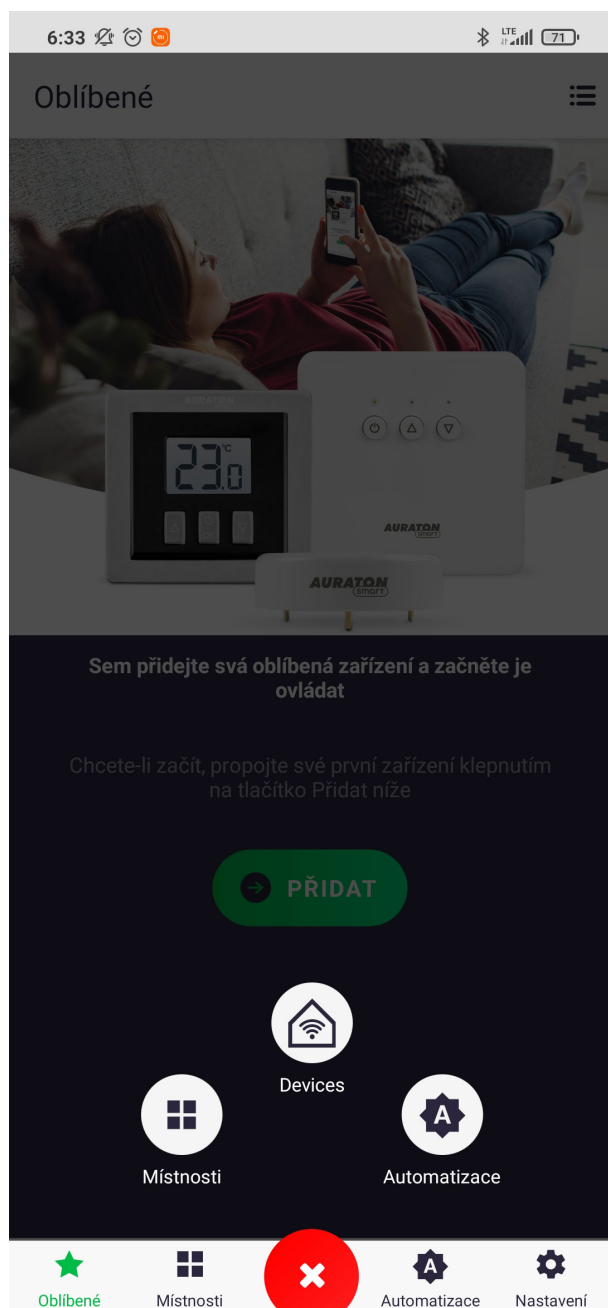 6:33
LTE
71
Oblíbené
AURATON
23.0 °C
AURATON
smart
AURATON
smart
Sem přidejte svá oblíbená zařízení a začněte je
ovládat
Chcete-li začít, propojte své první zařízení klepnutím
na tlačítko Přidat níže
PŘIDAT
Devices
Místnosti
A
Automatizace
Oblíbené
Místnosti
A
Automatizace
Nastavení